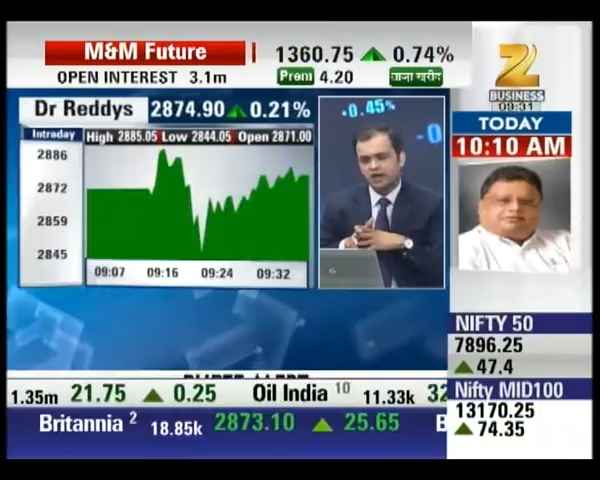 M&M Future
1360.75 0.74%
OPEN INTEREST 3.1m
Prem 4.20
ताजा खरीद
Z
BUSINESS
09:31
Dr Reddys 2874.90 0.21%
TODAY
10:10 AM
Intraday
High 2885.05 Low 2844.05 Open 2871.00
2886
2872
2859
2845
09:07 09:16 09:24 09:32
-0.45%
-0
NIFTY 50
7896.25
47.4
Nifty MID100
13170.25
74.35
1.35m 21.75 0.25 Oil India 10 11.33k 32
Britannia 2 18.85k 2873.10 25.65